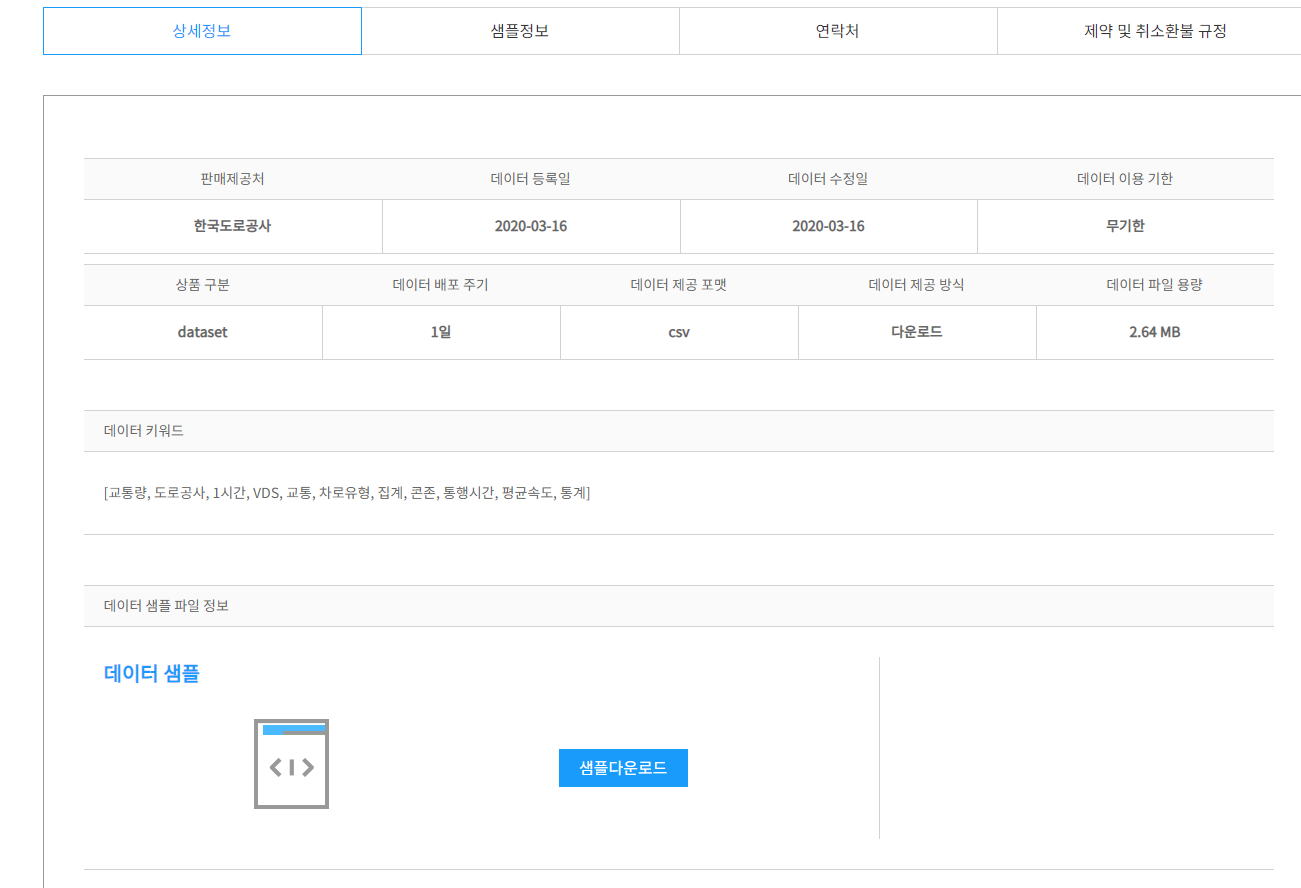 상세정보 샘플정보 연락처 제약 및 취소환불 규정
판매제공처 데이터 등록일 데이터 수정일 데이터 이용 기한
한국도로공사 2020-03-16 2020-03-16 무기한
상품 구분 데이터 배포 주기 데이터 제공 포맷 데이터 제공 방식 데이터 파일 용량
dataset 1일 csv 다운로드 2.64 MB
데이터 키워드
[교통량, 도로공사, 1시간, VDS, 교통, 차로유형, 집계, 콘존, 통행시간, 평균속도, 통계]
데이터 샘플 파일 정보
데이터 샘플
샘플다운로드